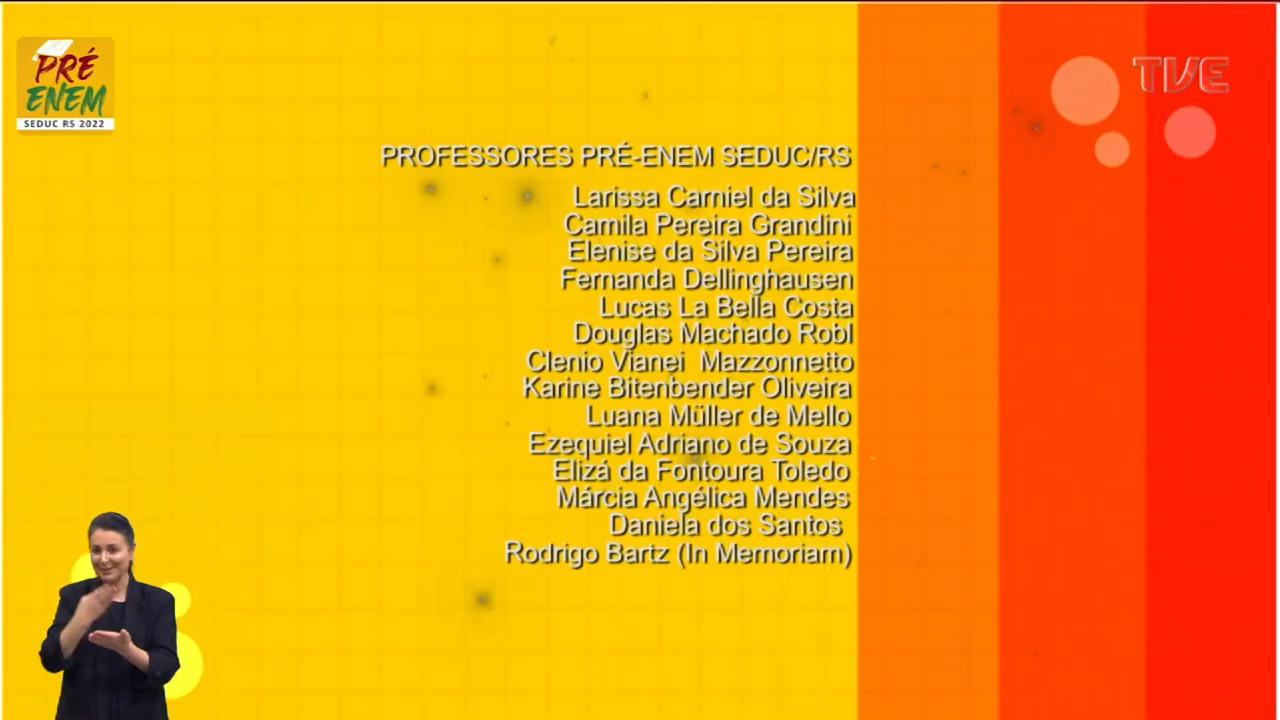 PRÉ
ENEM
SEDUC RS 2022
TVE
PROFESSORES PRÉ-ENEM SEDUC/RS
Larissa Carniel da Silva
Camila Pereira Grandini
Elenise da Silva Pereira
Fernanda Dellinghausen
Lucas La Bella Costa
Douglas Machado Robl
Clenio Vianei Mazzonnetto
Karine Bitenbender Oliveira
Luana Müller de Mello
Ezequiel Adriano de Souza
Elizá da Fontoura Toledo
Márcia Angélica Mendes
Daniela dos Santos
Rodrigo Bartz (In Memoriam)